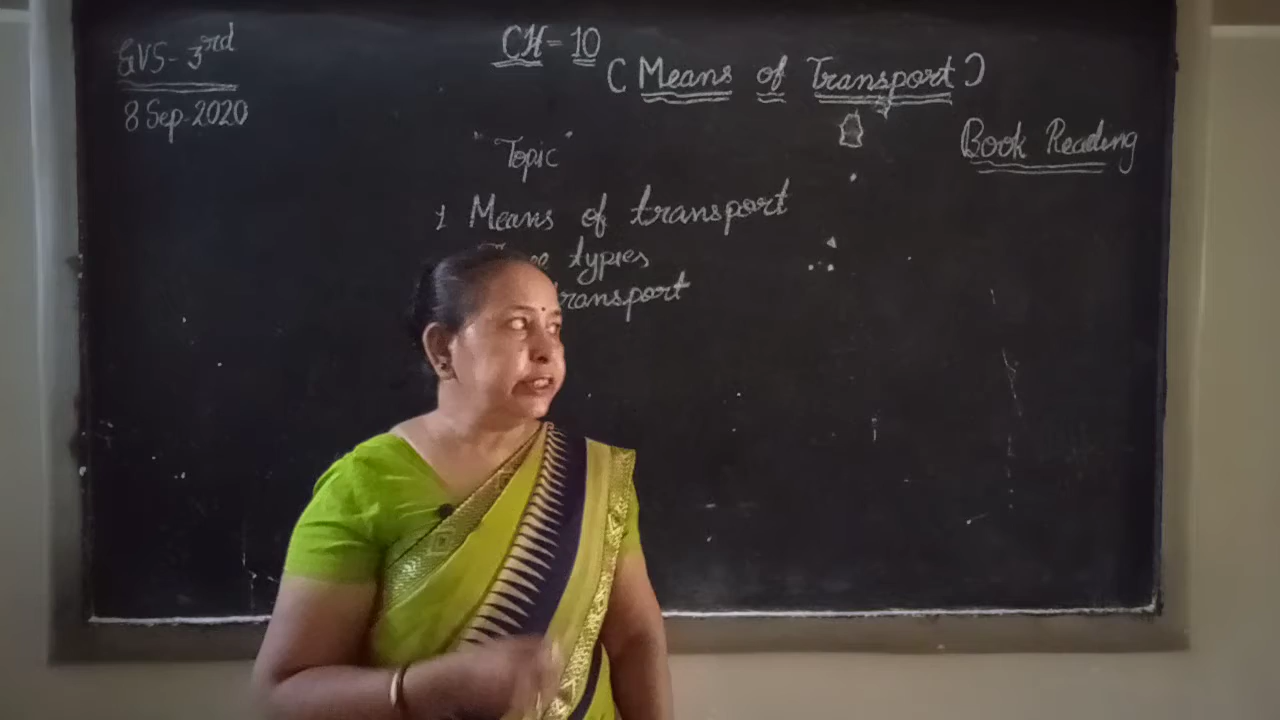 EVS-3rd
8 Sep-2020
CH-10
(Means of Transport)
Book Reading
"Topic"
1 Means of transport
types
transport